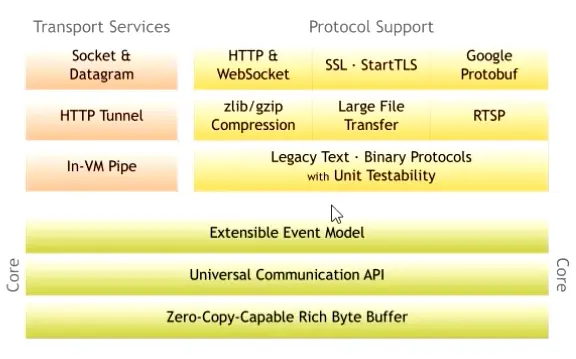 Transport Services
Protocol Support
Socket &
Datagram
HTTP &
WebSocket
SSL · StartTLS
Google
Protobuf
HTTP Tunnel
zlib/gzip
Compression
Large File
Transfer
RTSP
In-VM Pipe
Legacy Text · Binary Protocols
with Unit Testability
Extensible Event Model
Universal Communication API
Zero-Copy-Capable Rich Byte Buffer
Core
Core